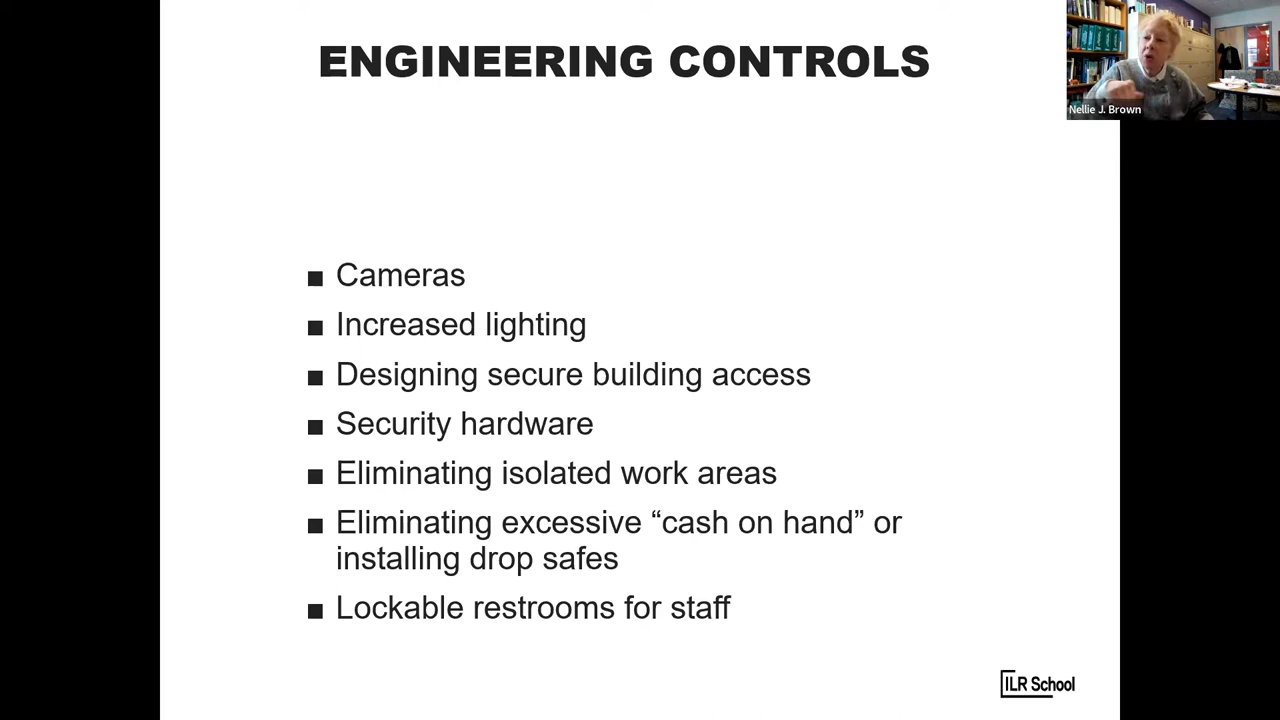 ENGINEERING CONTROLS
Nellie J. Brown
■ Cameras
■ Increased lighting
■ Designing secure building access
■ Security hardware
■ Eliminating isolated work areas
■ Eliminating excessive “cash on hand” or
installing drop safes
■ Lockable restrooms for staff
ILR School